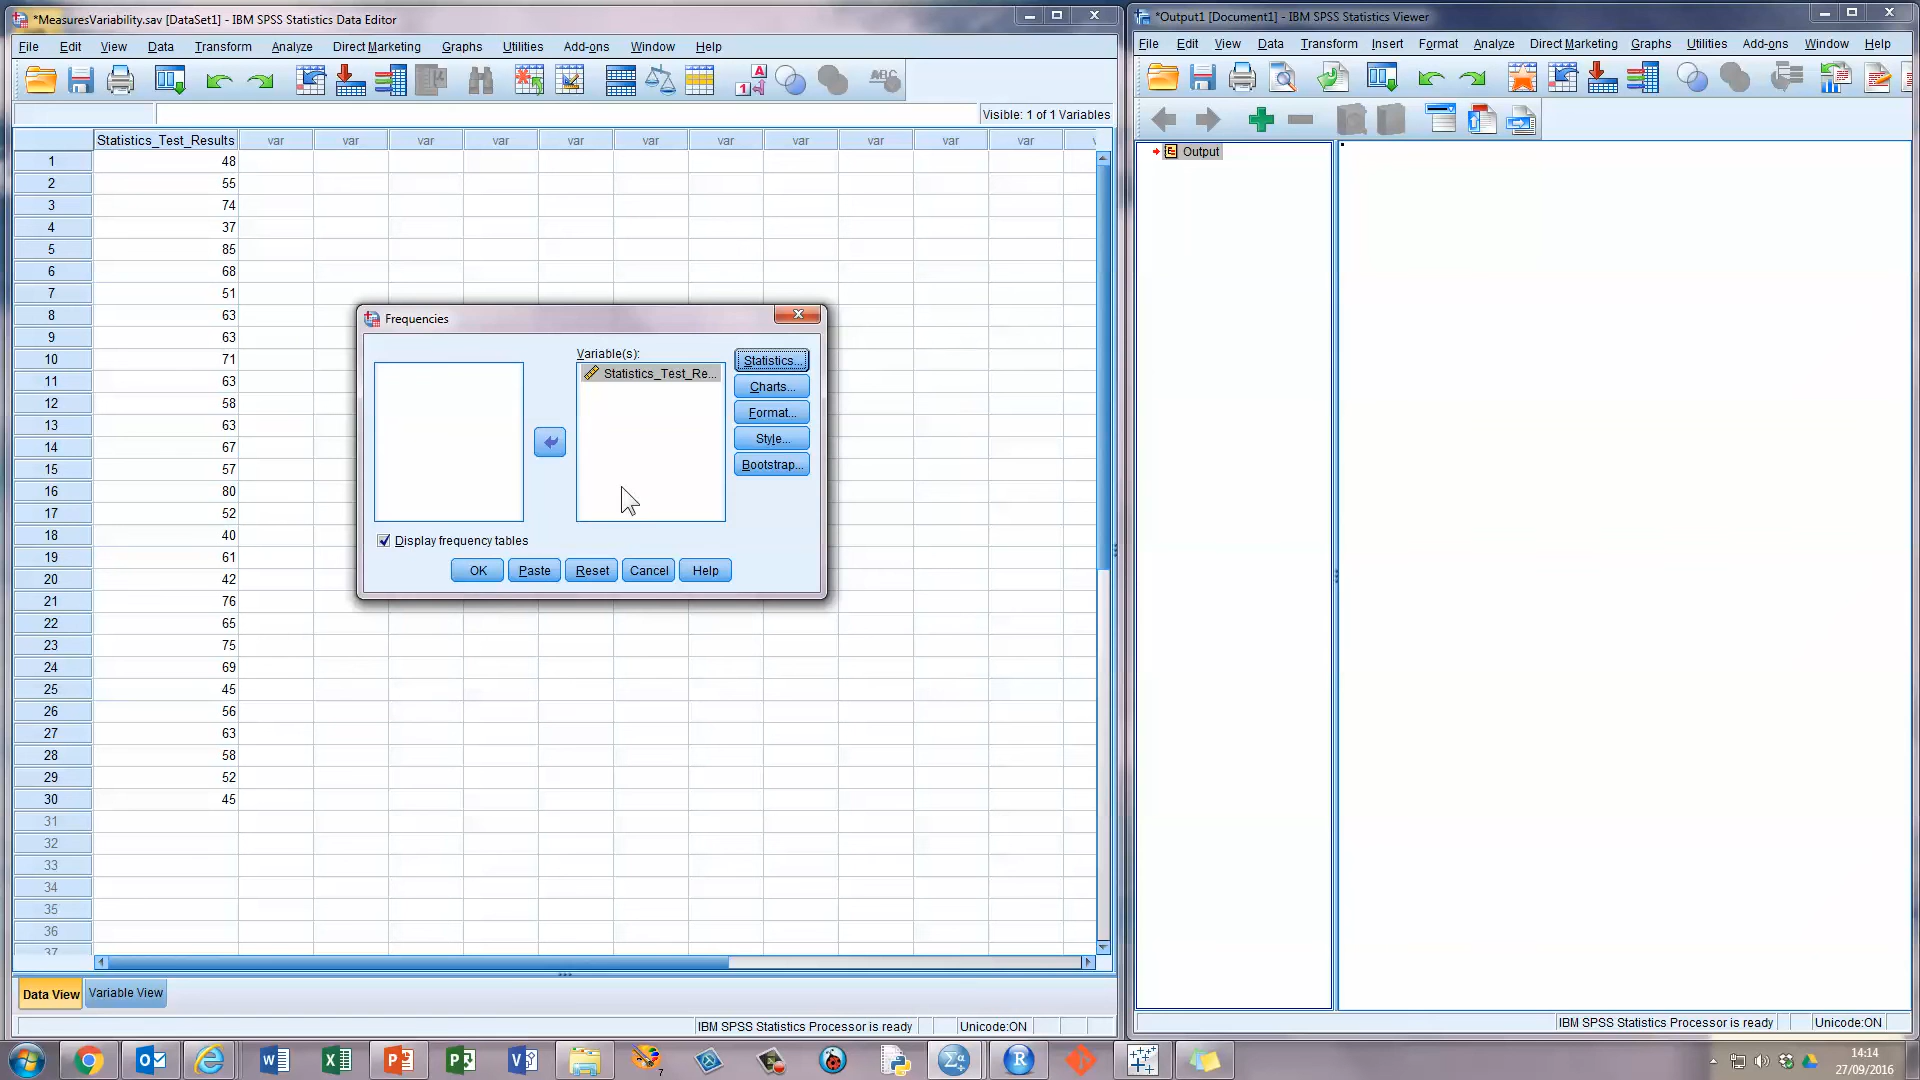 *MeasuresVariability.sav [DataSet1] - IBM SPSS Statistics Data Editor
File Edit View Data Transform Analyze Direct Marketing Graphs Utilities Add-ons Window Help
Visible: 1 of 1 Variables
Statistics_Test_Results var var var var var var var var var var var
1 48
2 55
3 74
4 37
5 85
6 68
7 51
8 63
9 63
10 71
11 63
12 58
13 63
14 67
15 57
16 80
17 52
18 40
19 61
20 42
21 76
22 65
23 75
24 69
25 45
26 56
27 63
28 58
29 52
30 45
31
32
33
34
35
36
37
Frequencies
Variable(s):
Statistics_Test_Re...
Statistics...
Charts...
Format...
Style...
Bootstrap...
Display frequency tables
OK Paste Reset Cancel Help
Data View Variable View
IBM SPSS Statistics Processor is ready Unicode:ON
*Output1 [Document1] - IBM SPSS Statistics Viewer
File Edit View Data Transform Insert Format Analyze Direct Marketing Graphs Utilities Add-ons Window Help
Output
IBM SPSS Statistics Processor is ready Unicode:ON
14:14
27/09/2016